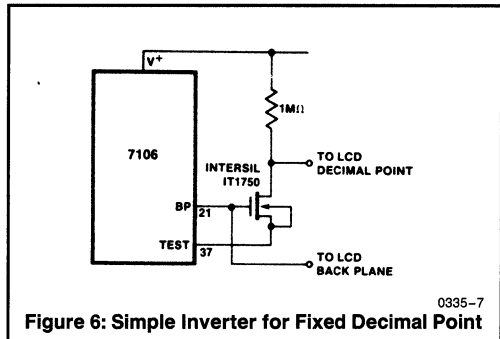 V+
1MΩ
7106
INTERSIL
IT1750
TO LCD
DECIMAL POINT
BP
21
TEST
37
TO LCD
BACK PLANE
0335-7
Figure 6: Simple Inverter for Fixed Decimal Point